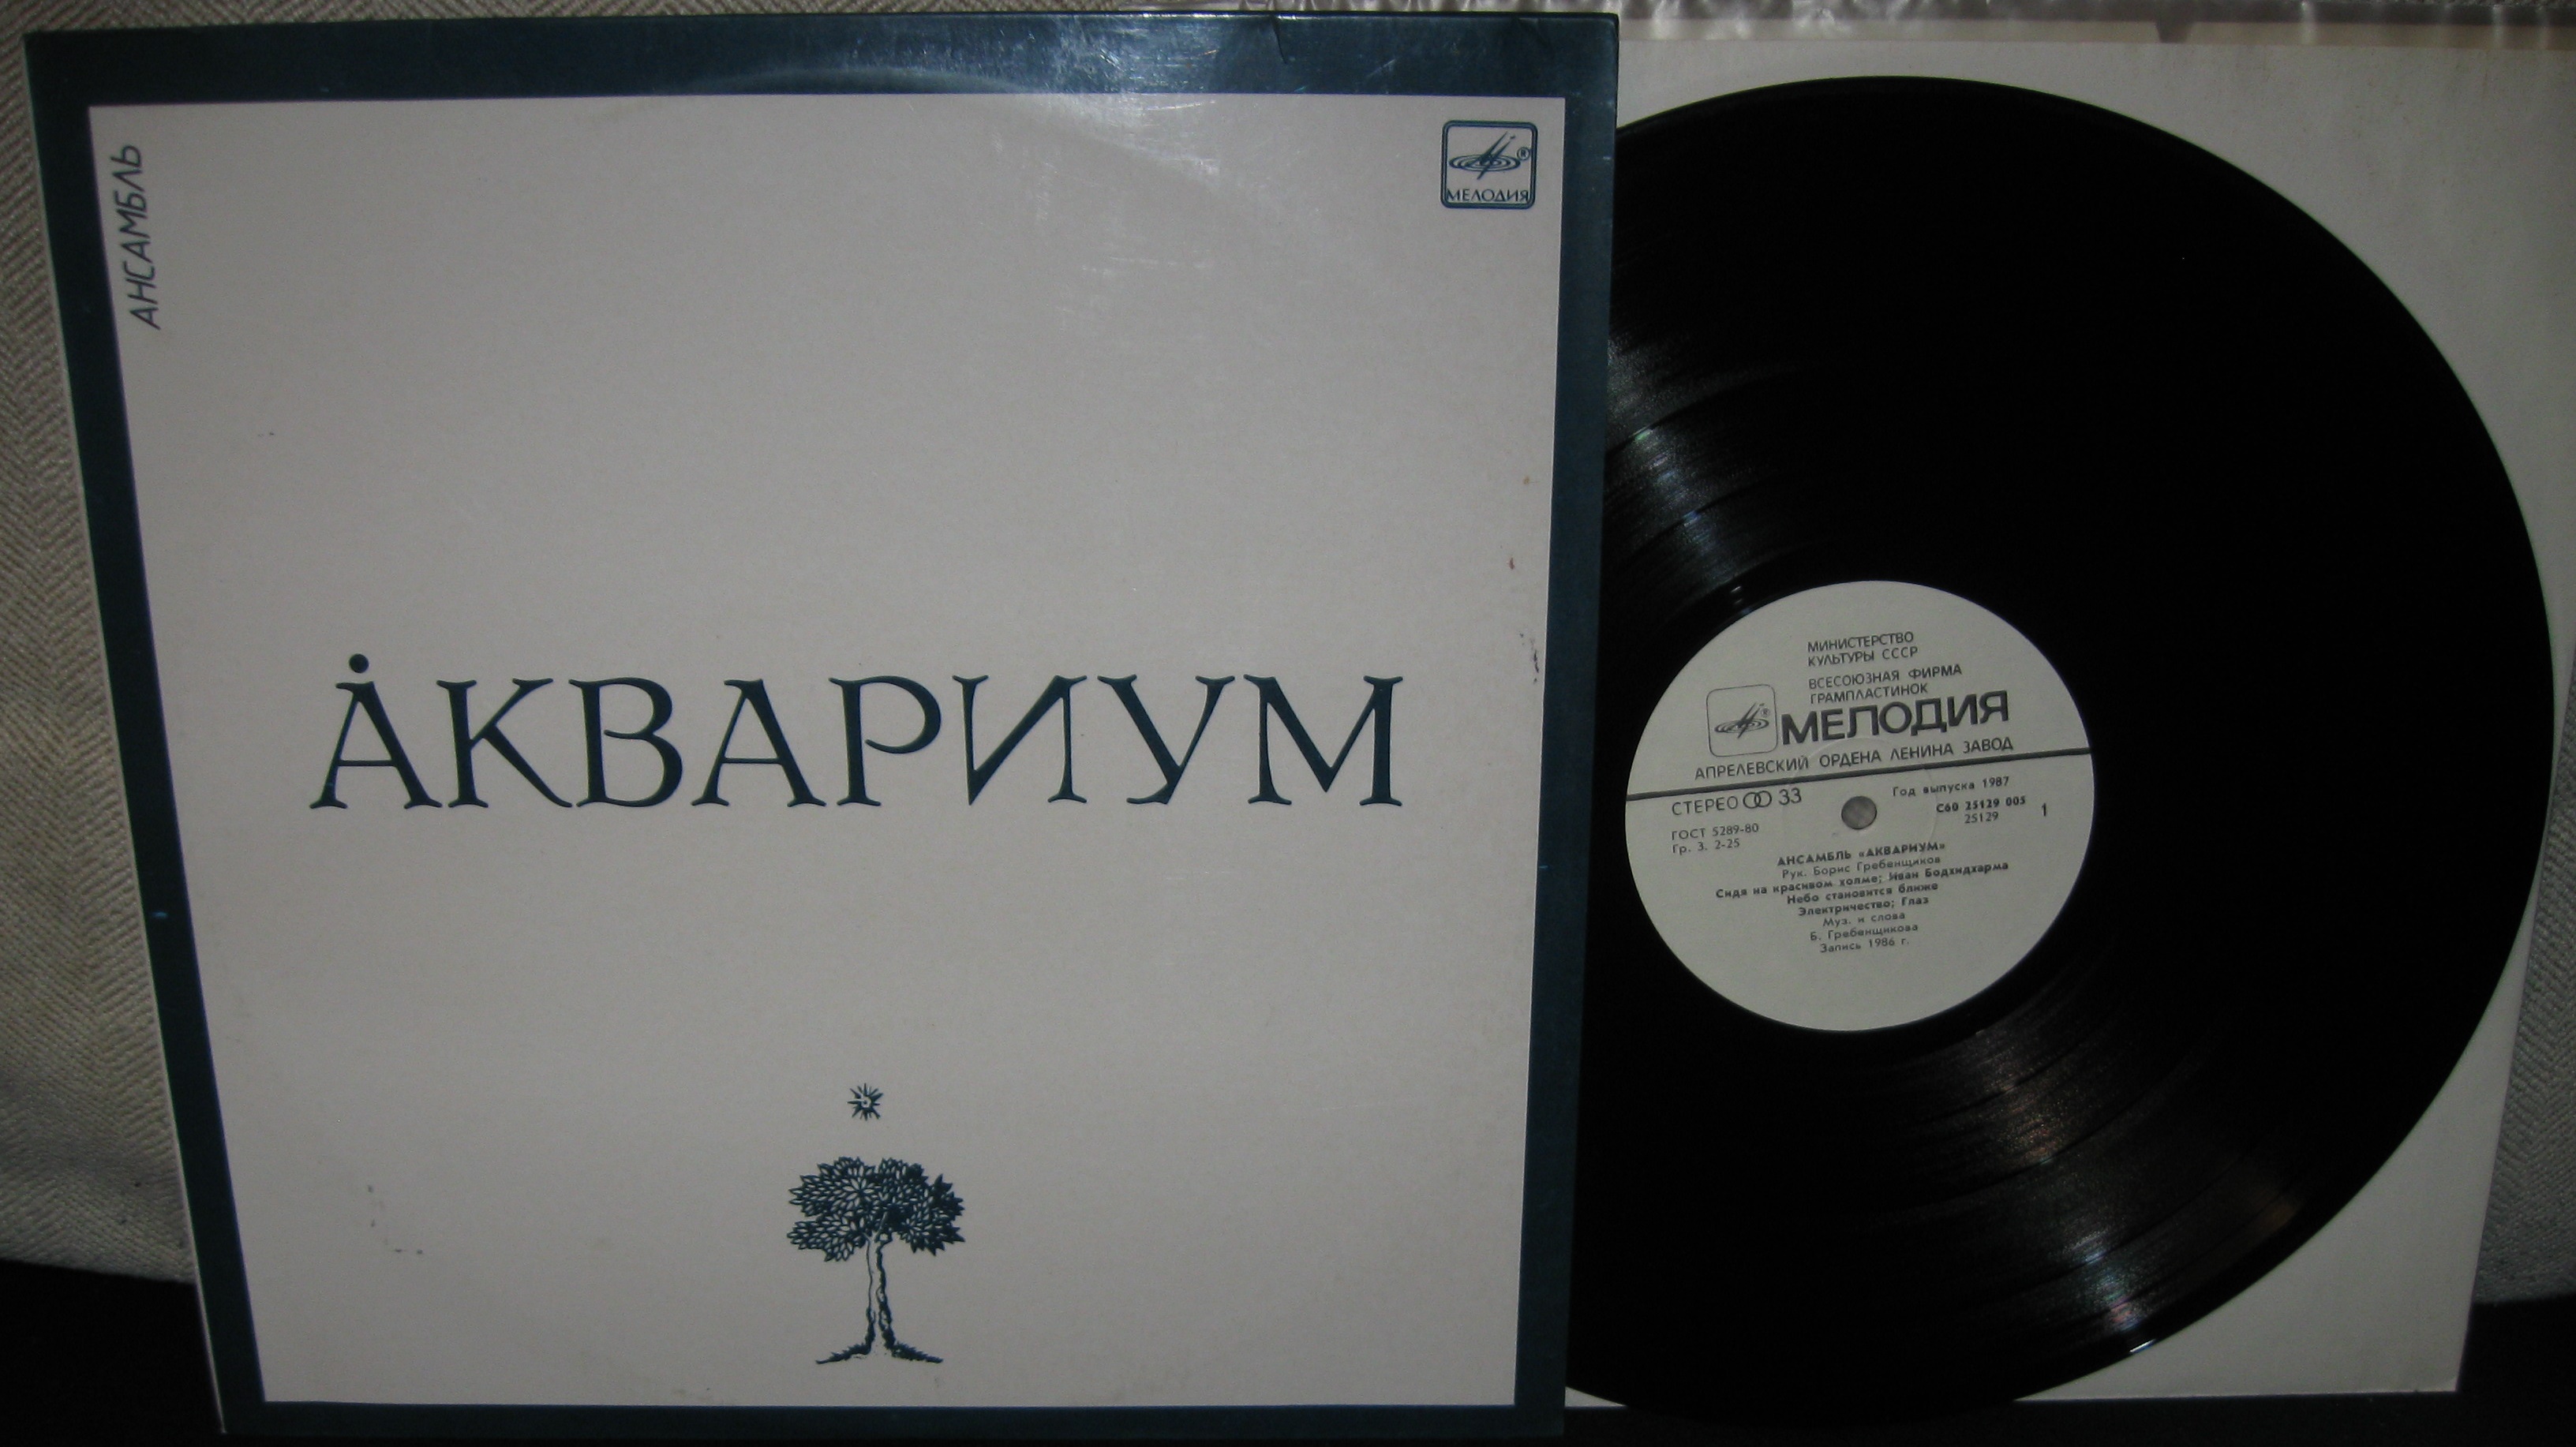 АНСАМБЛЬ
МЕЛОДИЯ
АКВАРИУМ
МИНИСТЕРСТВО
КУЛЬТУРЫ СССР
ВСЕСОЮЗНАЯ ФИРМА
ГРАМПЛАСТИНОК
МЕЛОДИЯ
АПРЕЛЕВСКИЙ ОРДЕНА ЛЕНИНА ЗАВОД
СТЕРЕО 33
Год выпуска 1987
ГОСТ 5289-80
Гр. 3. 2-25
С60 25129 005
25129
1
АНСАМБЛЬ «АКВАРИУМ»
Рук. Борис Гребенщиков
Сидя на красивом холме; Иван Бодхидхарма
Небо становится ближе
Электричество; Глаз
Муз. и слова
Б. Гребенщикова
Запись 1986 г.